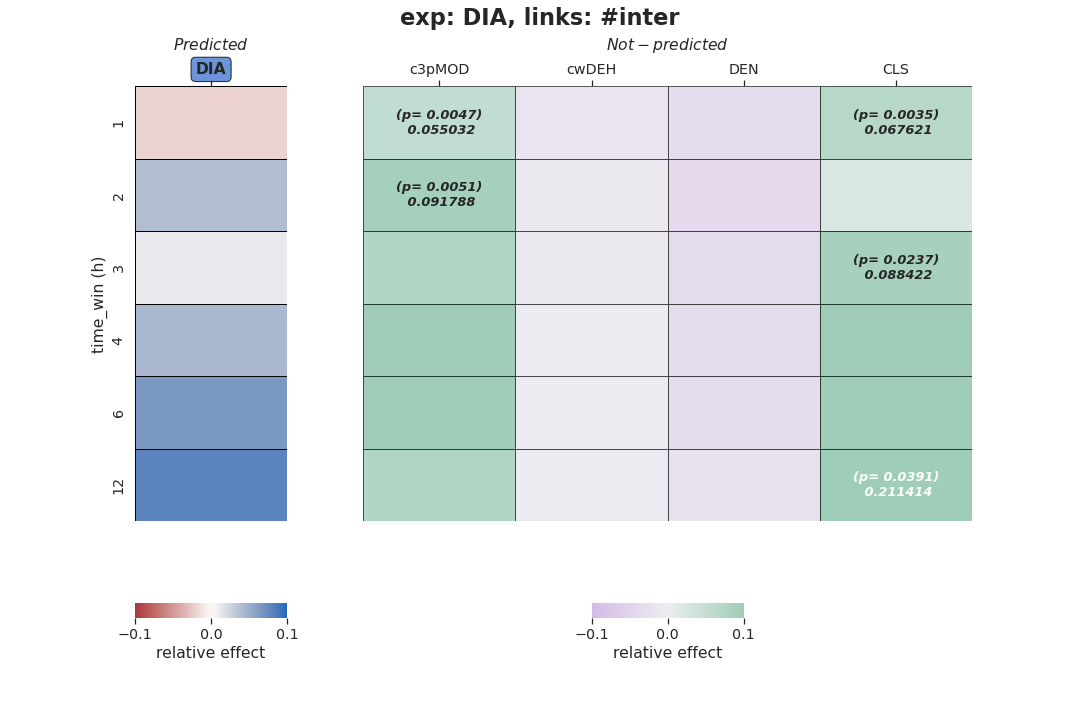 exp: DIA, links: #inter
Predicted
Not−predicted
DIA
c3pMOD
cwDEH
DEN
CLS
time_win (h)
1
(p= 0.0047)
0.055032
(p= 0.0035)
0.067621
2
(p= 0.0051)
0.091788
3
(p= 0.0237)
0.088422
4
6
12
(p= 0.0391)
0.211414
−0.1
0.0
0.1
relative effect
−0.1
0.0
0.1
relative effect